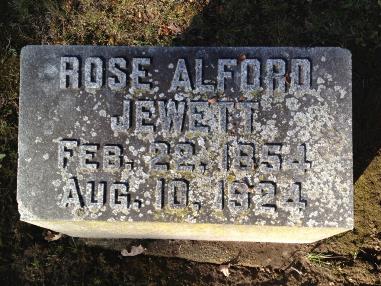 ROSE ALFORD
JEWETT
FEB. 22, 1854
AUG. 10, 1924